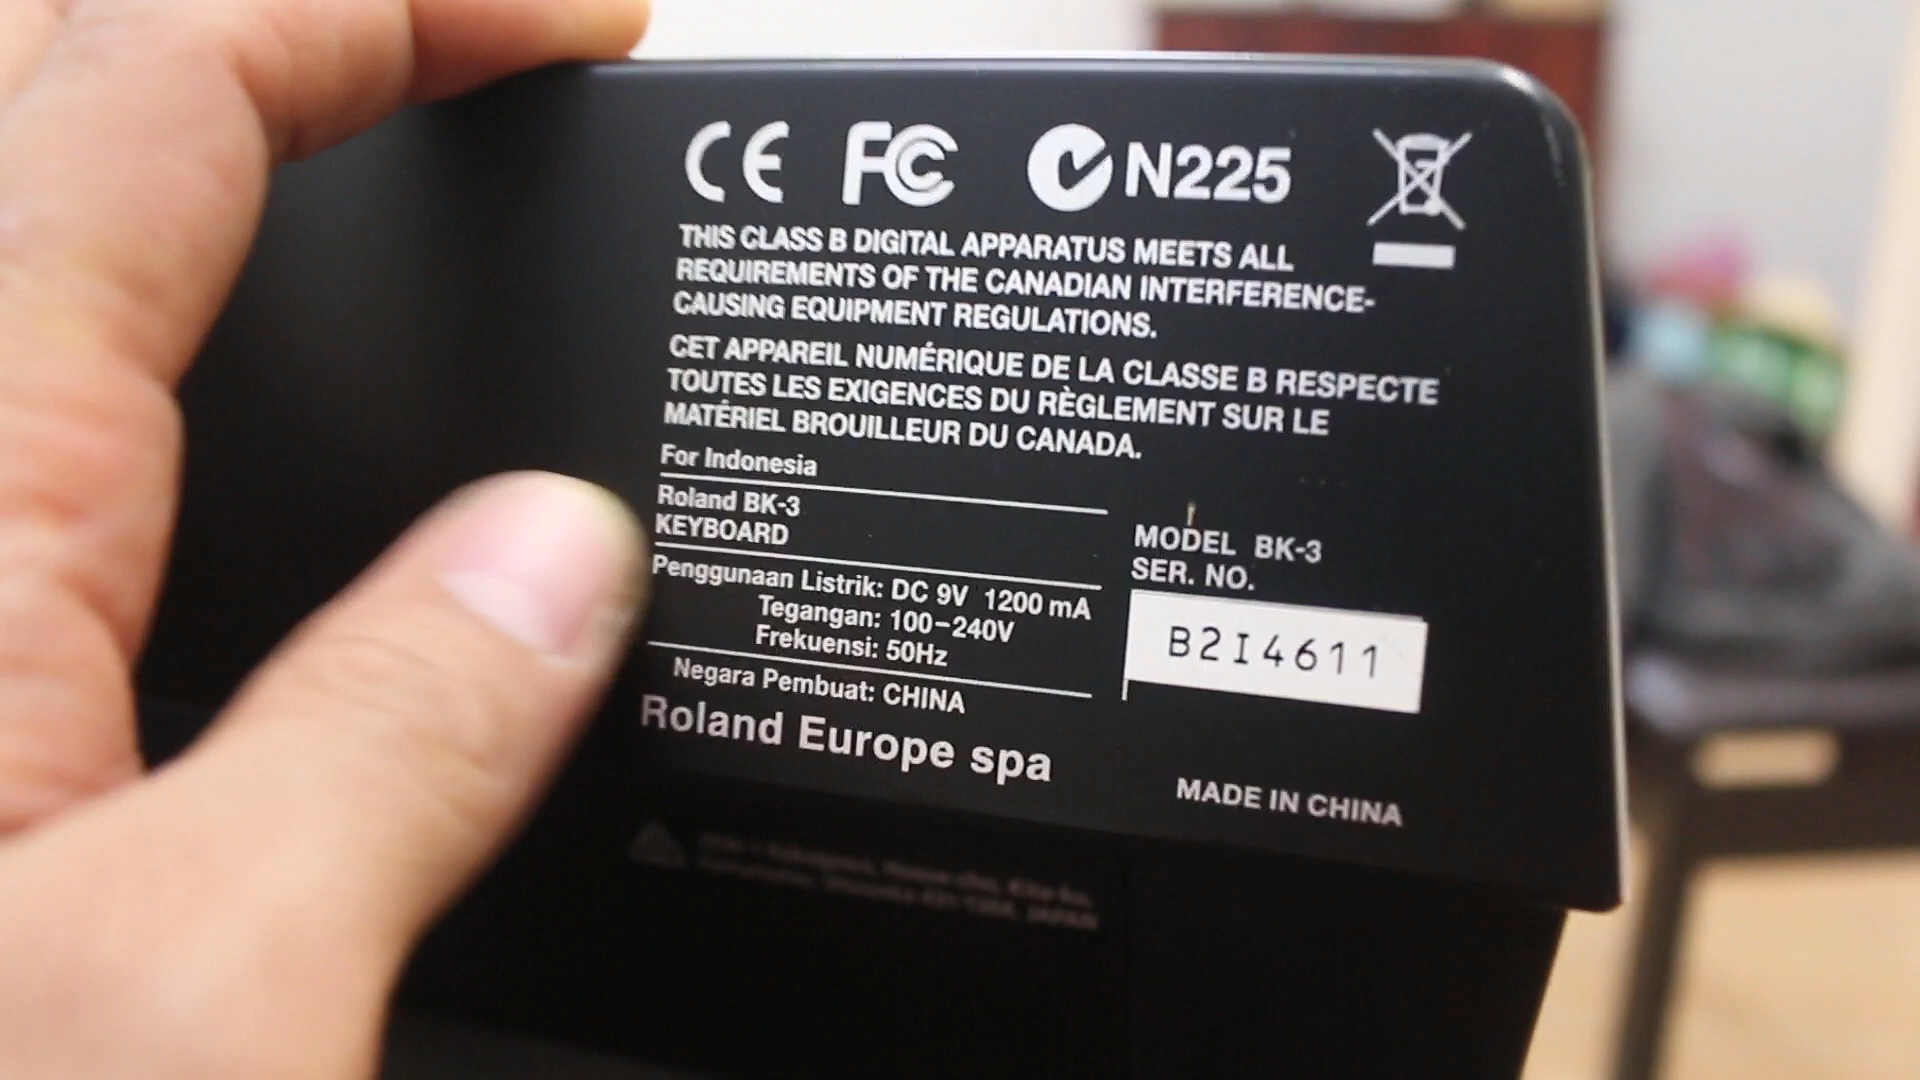 CE FC N225
THIS CLASS B DIGITAL APPARATUS MEETS ALL
REQUIREMENTS OF THE CANADIAN INTERFERENCE-
CAUSING EQUIPMENT REGULATIONS.
CET APPAREIL NUMÉRIQUE DE LA CLASSE B RESPECTE
TOUTES LES EXIGENCES DU RÈGLEMENT SUR LE
MATÉRIEL BROUILLEUR DU CANADA.
For Indonesia
Roland BK-3
KEYBOARD
Penggunaan Listrik: DC 9V 1200 mA
Tegangan: 100-240V
Frekuensi: 50Hz
Negara Pembuat: CHINA
Roland Europe spa
MODEL BK-3
SER. NO.
B2I4611
MADE IN CHINA